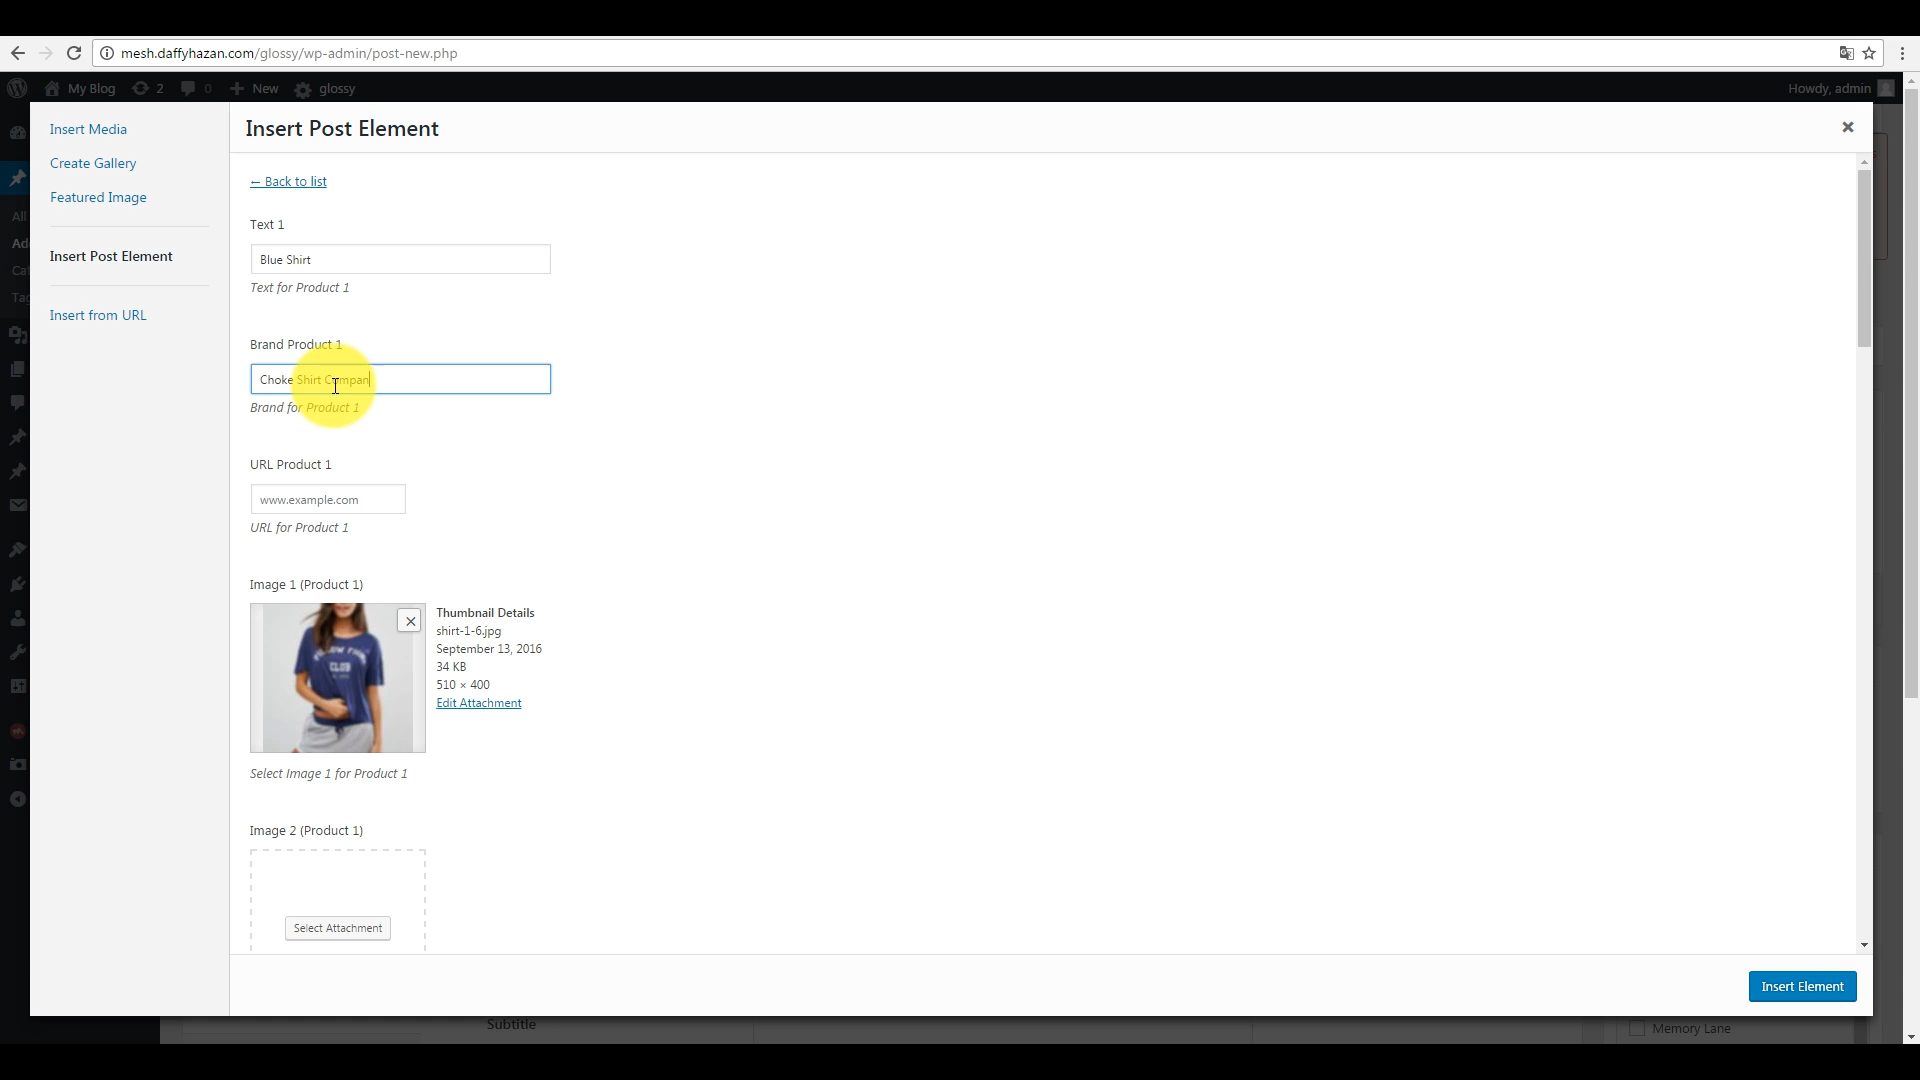 mesh.daffyhazan.com/glossy/wp-admin/post-new.php
My Blog 2 0 New glossy Howdy, admin
Insert Media
Create Gallery
Featured Image
Insert Post Element
Insert from URL
Insert Post Element
← Back to list
Text 1
Blue Shirt
Text for Product 1
Brand Product 1
Choke Shirt Compan
Brand for Product 1
URL Product 1
www.example.com
URL for Product 1
Image 1 (Product 1)
CLUB
Thumbnail Details
shirt-1-6.jpg
September 13, 2016
34 KB
510 × 400
Edit Attachment
Select Image 1 for Product 1
Image 2 (Product 1)
Select Attachment
Insert Element
All
Subtitle
Memory Lane